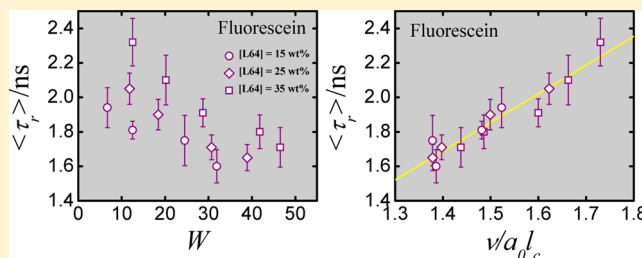 Fluorescein
[L64] = 15 wt%
[L64] = 25 wt%
[L64] = 35 wt%
<τr>/ns
2.4
2.2
2.0
1.8
1.6
1.4
0 10 20 30 40 50
W
Fluorescein
<τr>/ns
2.4
2.2
2.0
1.8
1.6
1.4
1.3 1.4 1.5 1.6 1.7 1.8
v/a0lc